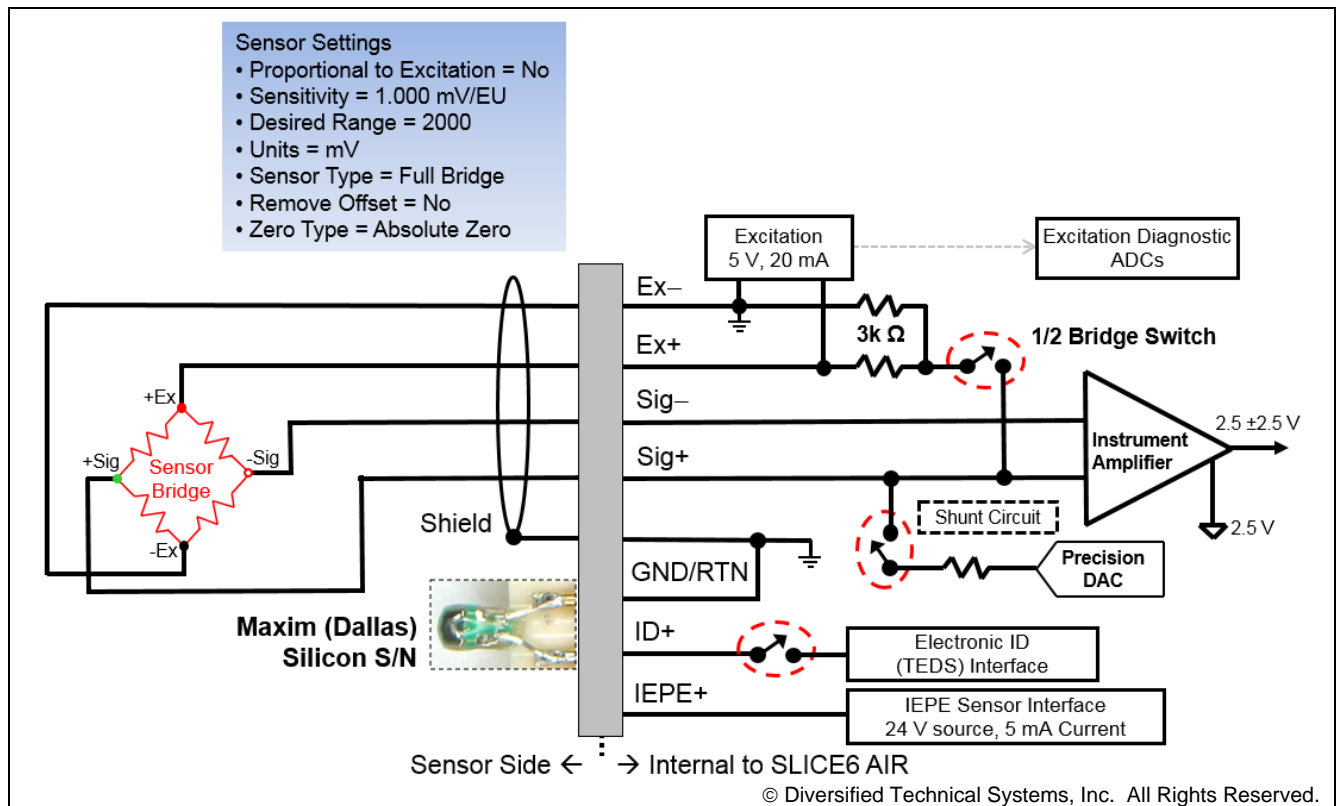 Sensor Settings
• Proportional to Excitation = No
• Sensitivity = 1.000 mV/EU
• Desired Range = 2000
• Units = mV
• Sensor Type = Full Bridge
• Remove Offset = No
• Zero Type = Absolute Zero
Excitation
5 V, 20 mA
Excitation Diagnostic
ADCs
Ex−
3k Ω
1/2 Bridge Switch
Ex+
+Ex
Sig−
+Sig
-Sig
Sensor
Bridge
-Ex
Sig+
Instrument
Amplifier
2.5 ±2.5 V
2.5 V
Shield
Shunt Circuit
Precision
DAC
GND/RTN
Maxim (Dallas)
Silicon S/N
ID+
Electronic ID
(TEDS) Interface
IEPE+
IEPE Sensor Interface
24 V source, 5 mA Current
Sensor Side ← → Internal to SLICE6 AIR
© Diversified Technical Systems, Inc. All Rights Reserved.